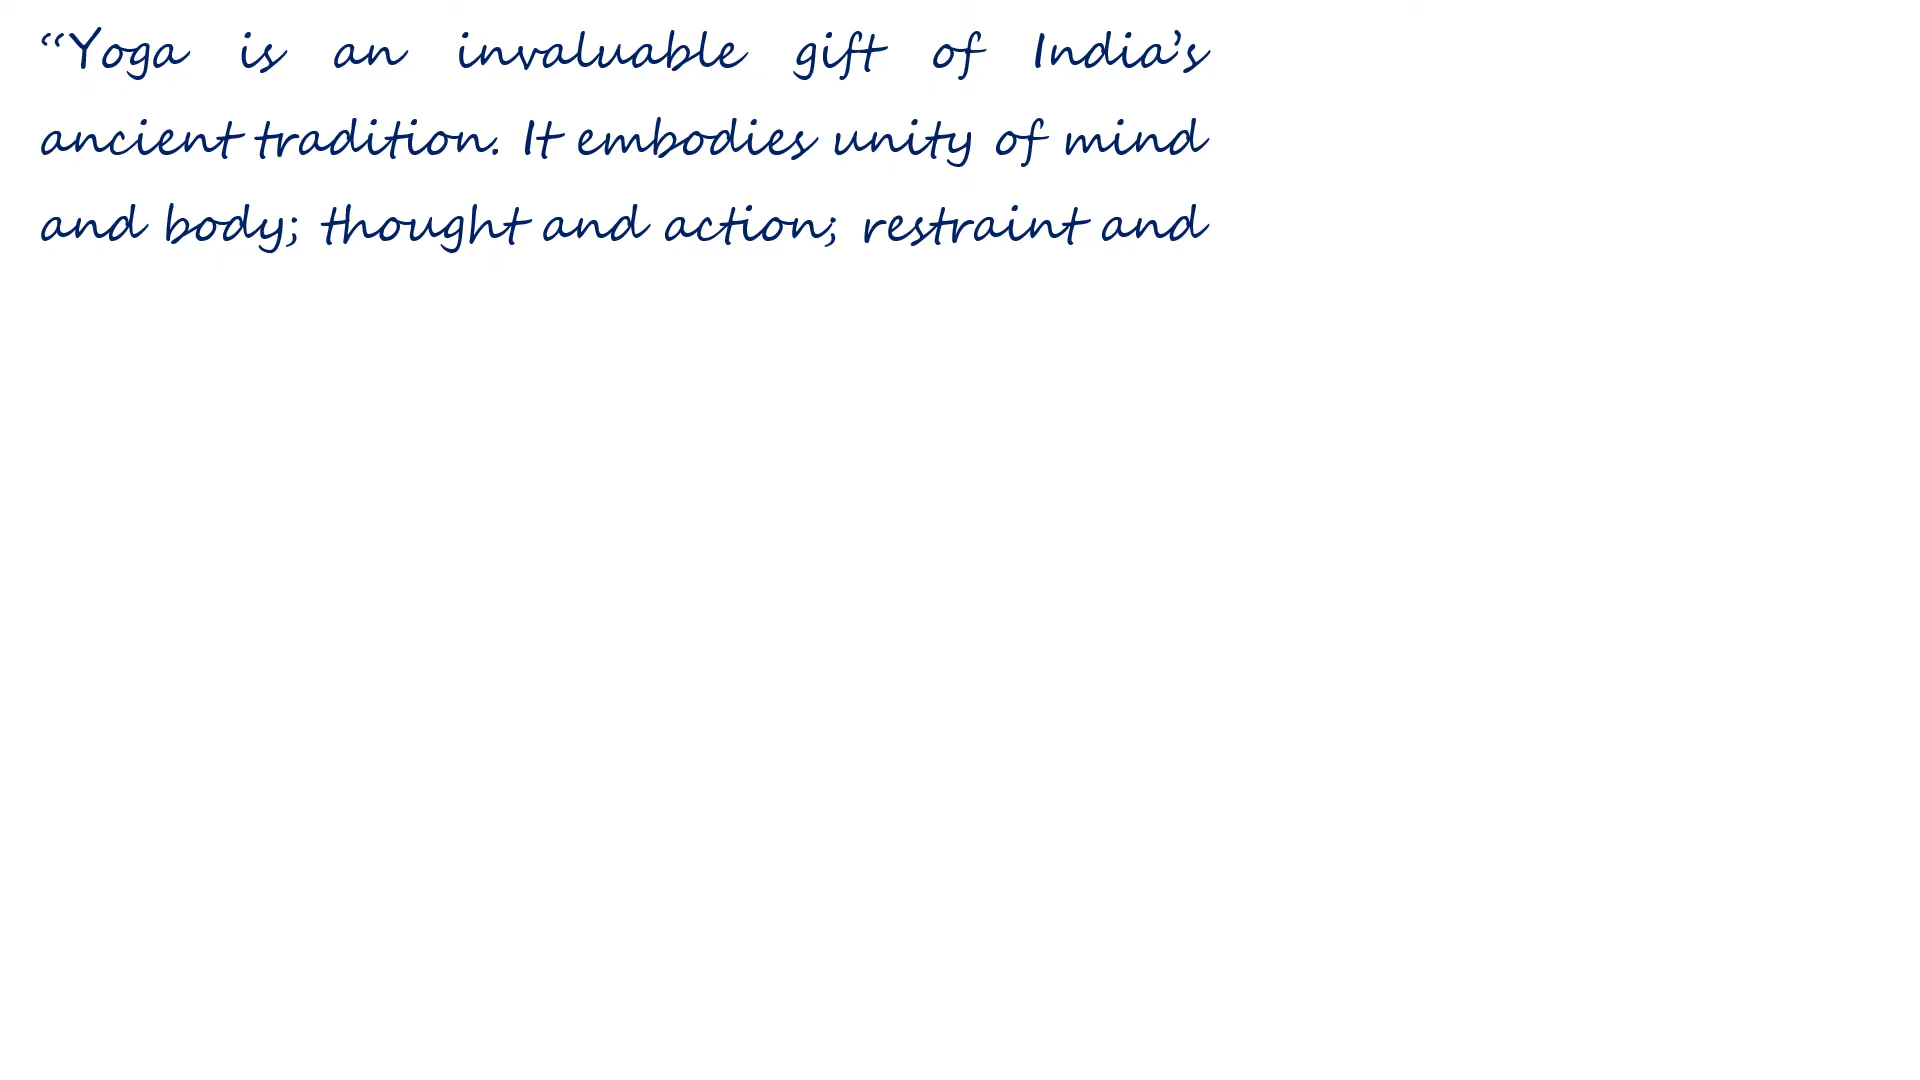 “Yoga is an invaluable gift of India’s
ancient tradition. It embodies unity of mind
and body; thought and action; restraint and